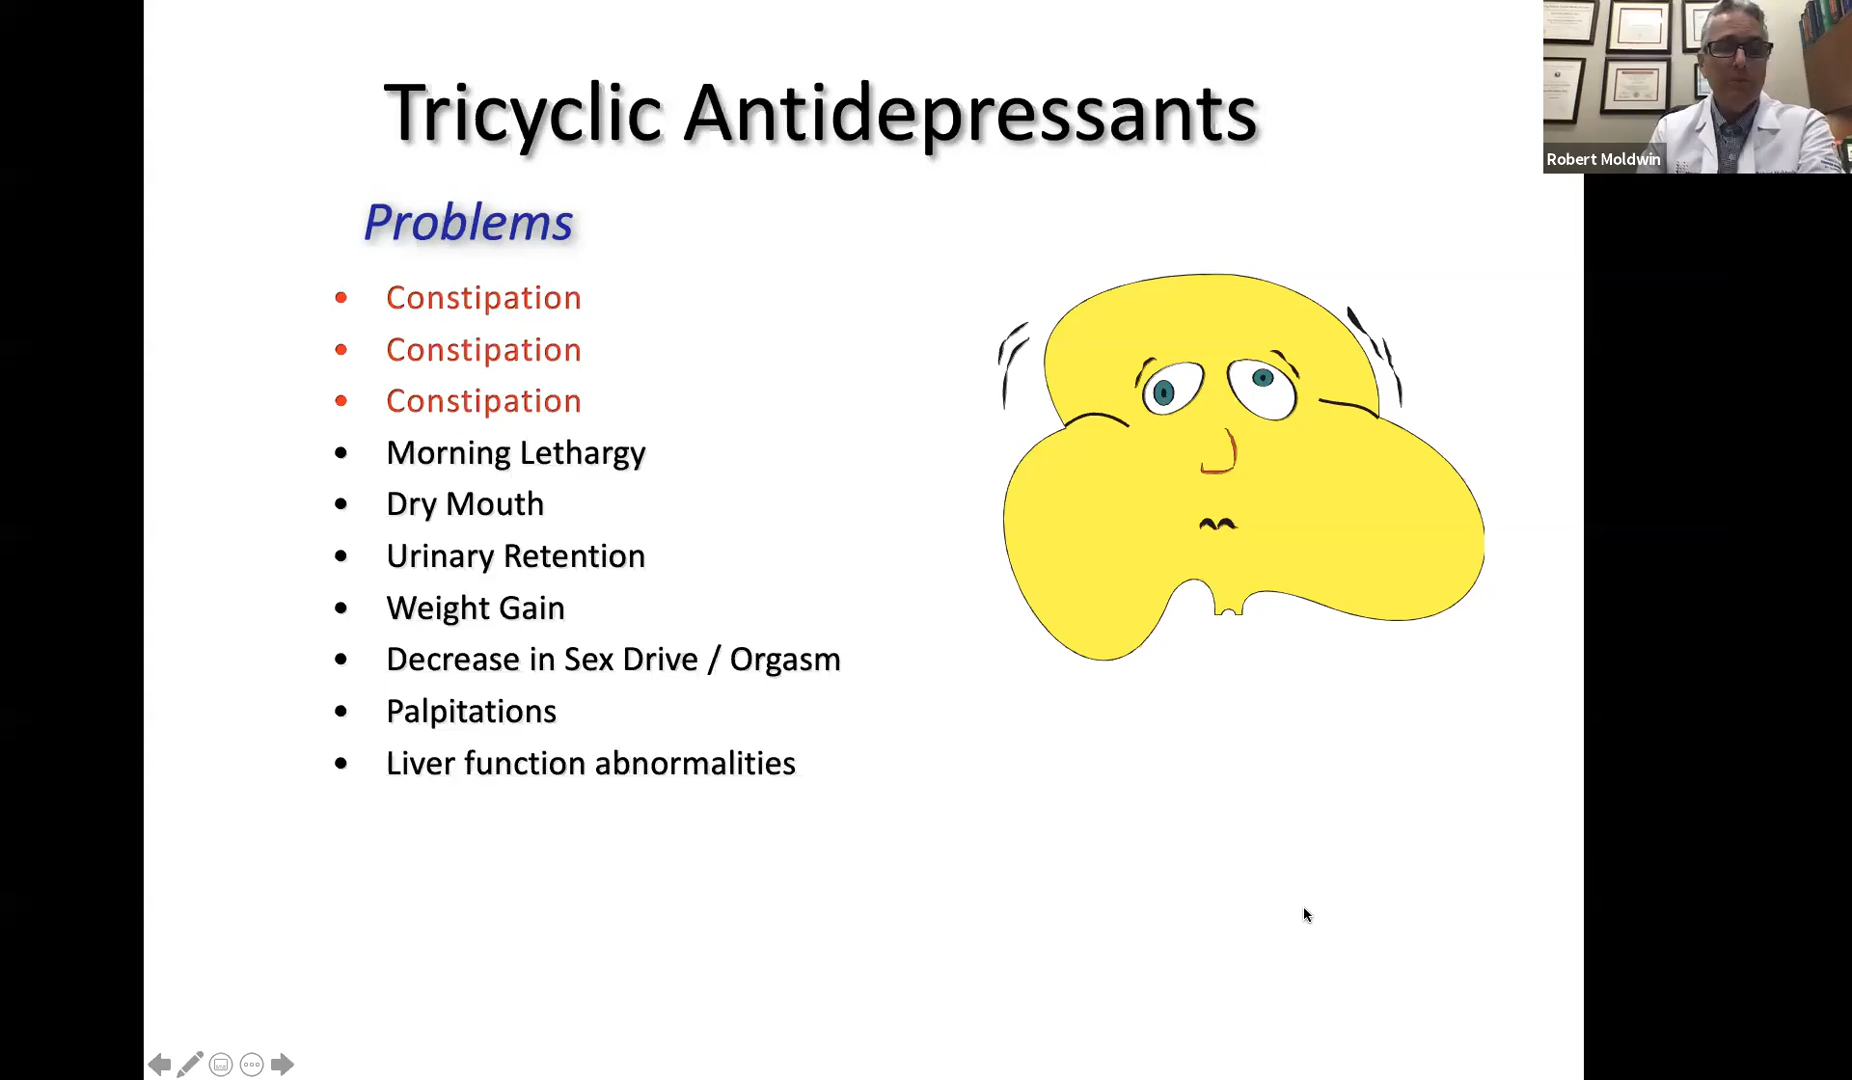 Tricyclic Antidepressants
Robert Moldwin
Problems
• Constipation
• Constipation
• Constipation
• Morning Lethargy
• Dry Mouth
• Urinary Retention
• Weight Gain
• Decrease in Sex Drive / Orgasm
• Palpitations
• Liver function abnormalities